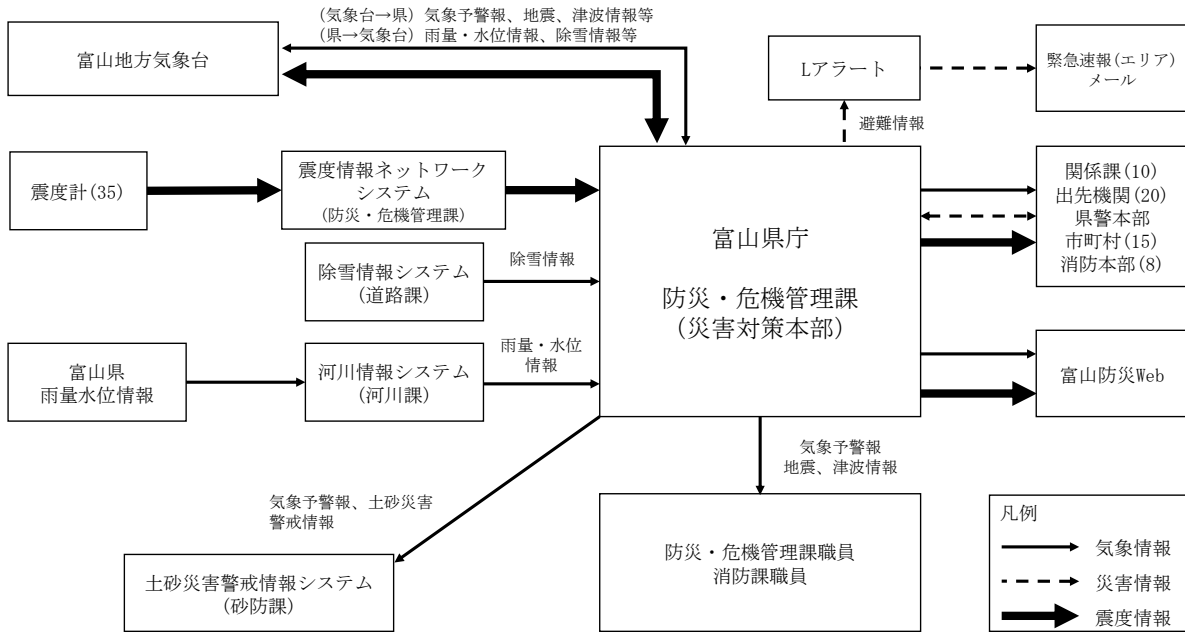 (気象台→県) 気象予警報、地震、津波情報等
(県→気象台) 雨量・水位情報、除雪情報等
富山地方気象台
Lアラート
緊急速報(エリア)
メール
避難情報
震度計(35)
震度情報ネットワーク
システム
(防災・危機管理課)
関係課(10)
出先機関(20)
県警本部
市町村(15)
消防本部(8)
富山県庁
防災・危機管理課
(災害対策本部)
除雪情報システム
(道路課)
除雪情報
富山県
雨量水位情報
河川情報システム
(河川課)
雨量・水位
情報
富山防災Web
気象予警報
地震、津波情報
気象予警報、土砂災害
警戒情報
土砂災害警戒情報システム
(砂防課)
防災・危機管理課職員
消防課職員
凡例
気象情報
災害情報
震度情報